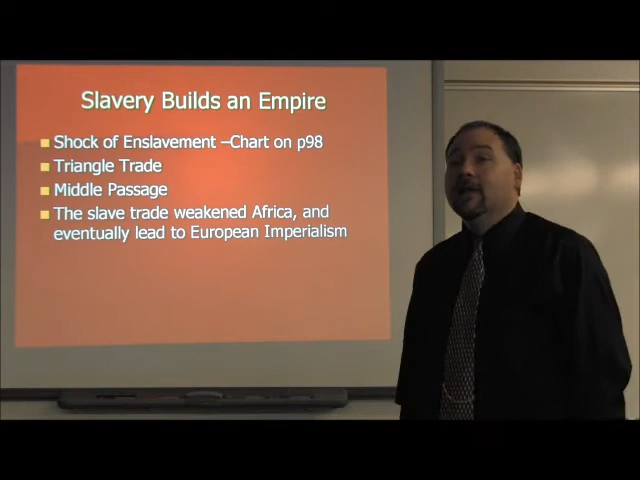 Slavery Builds an Empire
Shock of Enslavement –Chart on p98
Triangle Trade
Middle Passage
The slave trade weakened Africa, and
eventually lead to European Imperialism